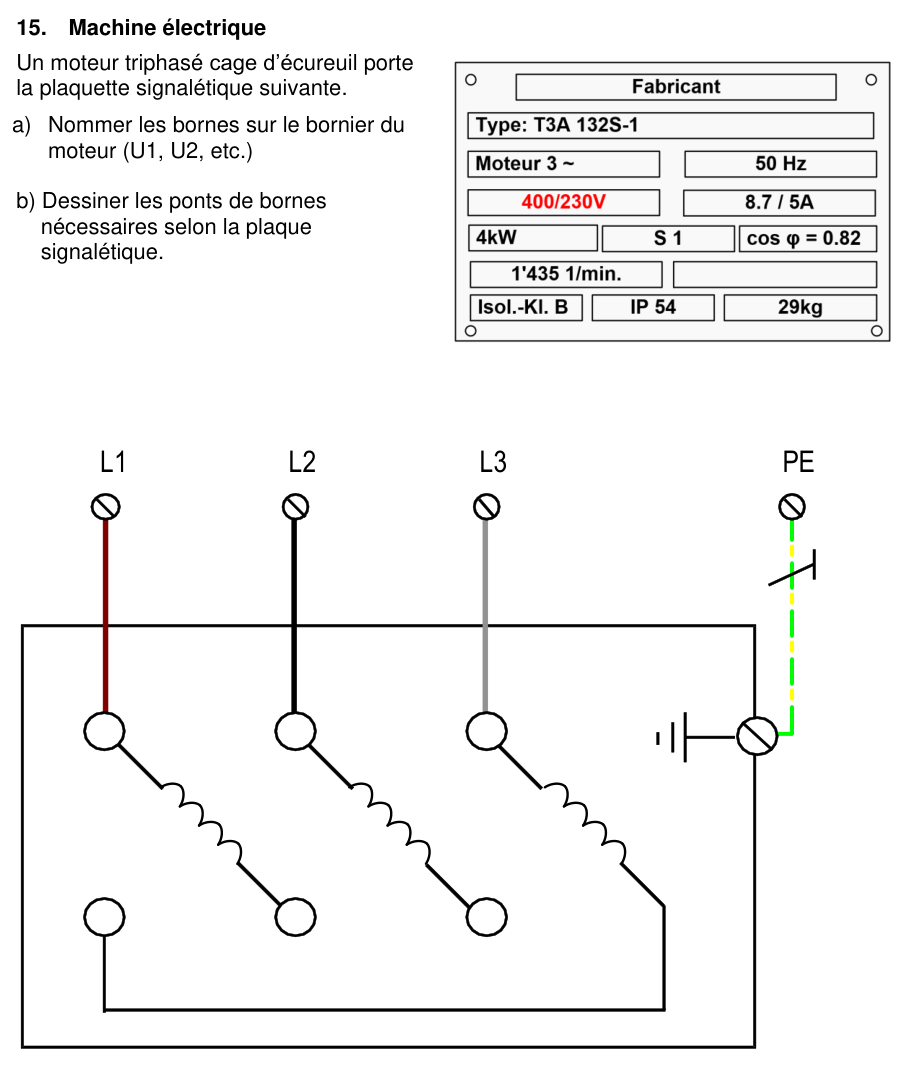 15. Machine électrique
Un moteur triphasé cage d'écureuil porte
la plaquette signalétique suivante.
a) Nommer les bornes sur le bornier du
moteur (U1, U2, etc.)
b) Dessiner les ponts de bornes
nécessaires selon la plaque
signalétique.
Fabricant
Type: T3A 132S-1
Moteur 3 ~
50 Hz
400/230V
8.7 / 5A
4kW
S 1
cos φ = 0.82
1'435 1/min.
Isol.-Kl. B
IP 54
29kg
L1
L2
L3
PE